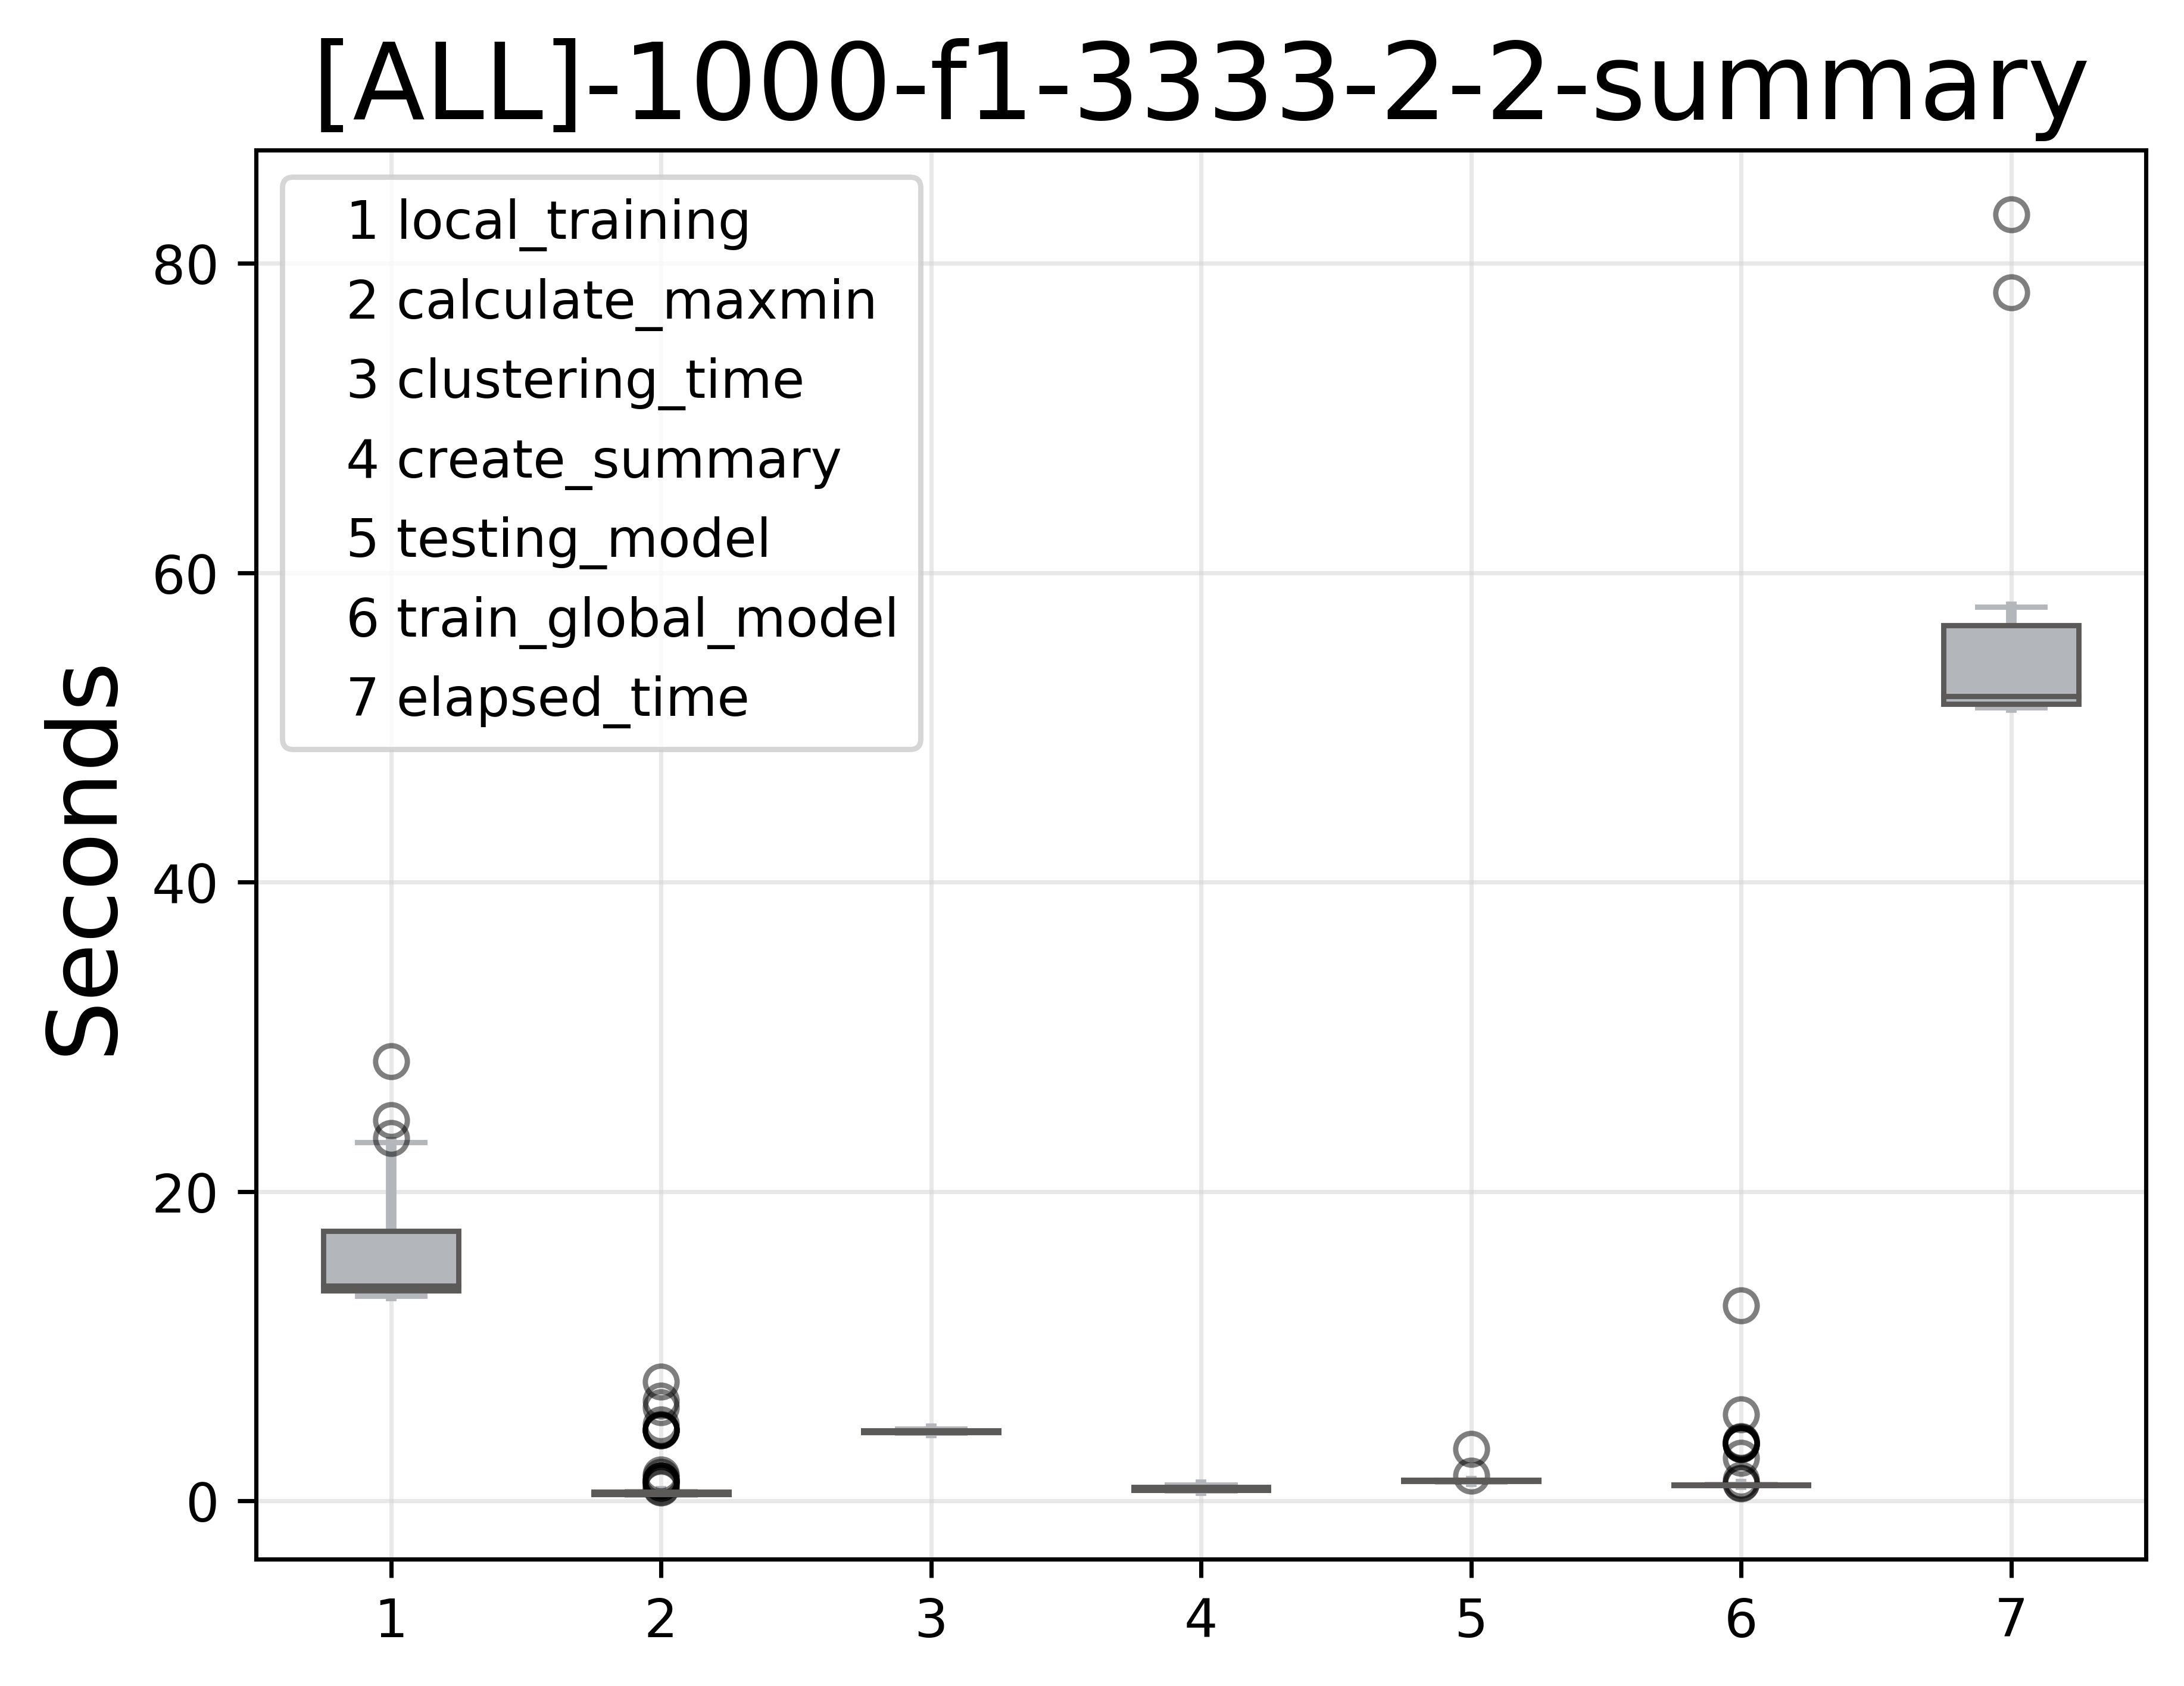 [ALL]-1000-f1-3333-2-2-summary
1 local_training
2 calculate_maxmin
3 clustering_time
4 create_summary
5 testing_model
6 train_global_model
7 elapsed_time
Seconds
80
60
40
20
0
1 2 3 4 5 6 7